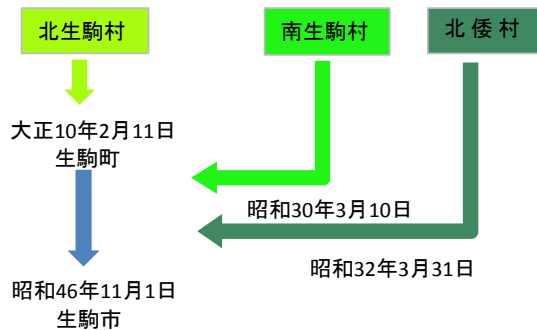 北生駒村
南生駒村
北倭村
大正10年2月11日
生駒町
昭和30年3月10日
昭和32年3月31日
昭和46年11月1日
生駒市